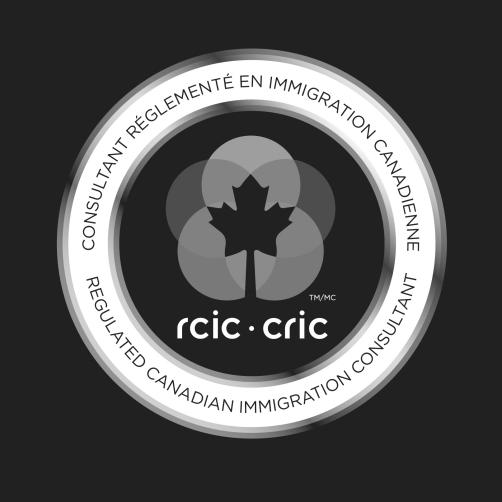 CONSULTANT RÉGLEMENTÉ EN IMMIGRATION CANADIENNE
TM/MC
rcic · cric
REGULATED CANADIAN IMMIGRATION CONSULTANT